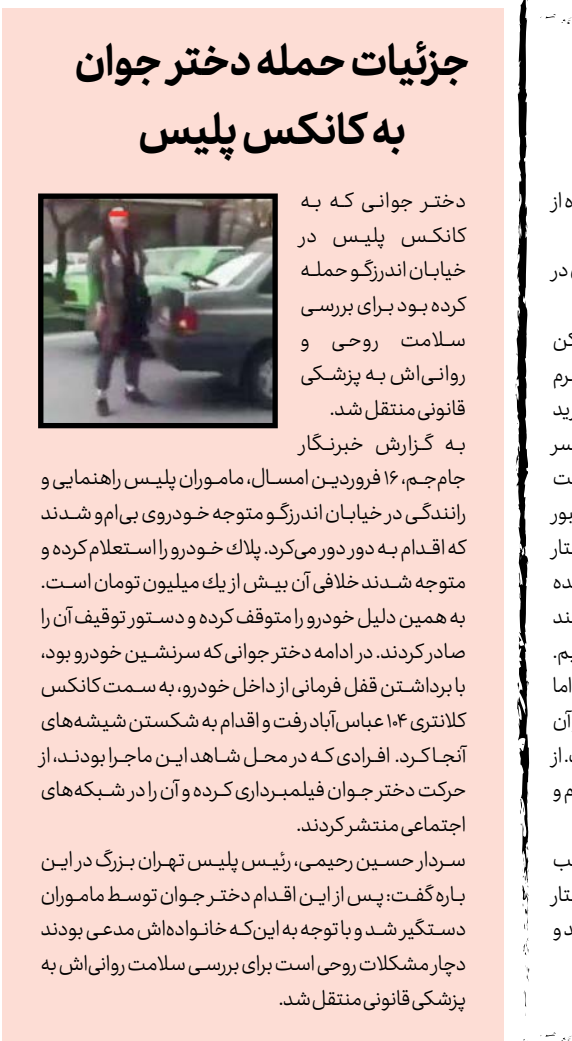 جزئیات حمله دختر جوان
به کانکس پلیس
دختر جوانی که به
کانکس پلیس در
خیابان اندرزگو حمله
کرده بود برای بررسی
سلامت روحی و
روانی‌اش به پزشکی
قانونی منتقل شد.
به گزارش خبرنگار
جام‌جم، ۱۶ فروردین امسال، ماموران پلیس راهنمایی و
رانندگی در خیابان اندرزگو متوجه خودروی بی‌ام‌و شدند
که اقدام به دور دور می‌کرد. پلاك خودرو را استعلام کرده و
متوجه شدند خلافی آن بیش از یك میلیون تومان است.
به همین دلیل خودرو را متوقف کرده و دستور توقیف آن را
صادر کردند. در ادامه دختر جوانی که سرنشین خودرو بود،
با برداشتن قفل فرمانی از داخل خودرو، به سمت کانکس
کلانتری ۱۰۴ عباس‌آباد رفت و اقدام به شکستن شیشه‌های
آنجا کرد. افرادی که در محل شاهد این ماجرا بودند، از
حرکت دختر جوان فیلمبرداری کرده و آن را در شبکه‌های
اجتماعی منتشر کردند.
سردار حسین رحیمی، رئیس پلیس تهران بزرگ در این
باره گفت: پس از این اقدام دختر جوان توسط ماموران
دستگیر شد و با توجه به این‌که خانواده‌اش مدعی بودند
دچار مشکلات روحی است برای بررسی سلامت روانی‌اش به
پزشکی قانونی منتقل شد.